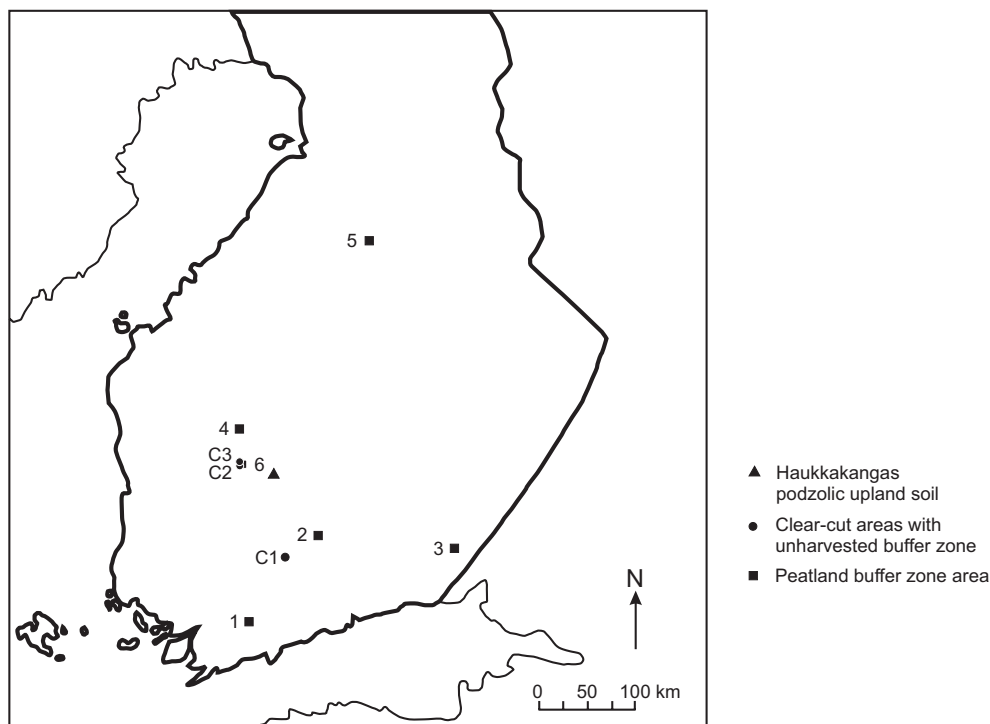 5
4
C3
C2
6
2
C1
3
1
N
0 50 100 km
Haukkakangas
podzolic upland soil
Clear-cut areas with
unharvested buffer zone
Peatland buffer zone area